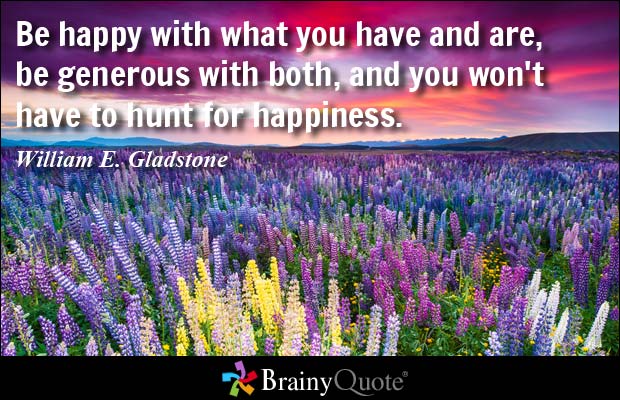 Be happy with what you have and are,
be generous with both, and you won't
have to hunt for happiness.
William E. Gladstone
BrainyQuote®